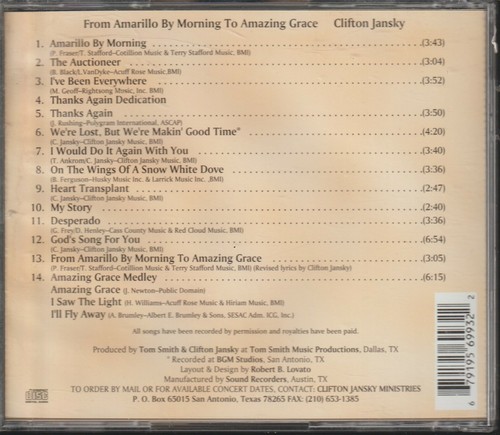 From Amarillo By Morning To Amazing Grace Clifton Jansky
1. Amarillo By Morning (3:43)
(P. Fraser/T. Stafford–Cotillion Music & Terry Stafford Music, BMI)
2. The Auctioneer (3:04)
(B. Black/L.VanDyke–Acuff Rose Music,BMI)
3. I've Been Everywhere (3:52)
(M. Geoff–Rightsong Music, Inc. BMI)
4. Thanks Again Dedication
5. Thanks Again (3:50)
(J. Rushing–Polygram International, ASCAP)
6. We're Lost, But We're Makin' Good Time* (4:20)
(C. Jansky–Clifton Jansky Music, BMI)
7. I Would Do It Again With You (3:40)
(T. Ankrom/C. Jansky–Clifton Jansky Music, BMI)
8. On The Wings Of A Snow White Dove (3:36)
(B. Ferguson–Husky Music Inc. & Larrick Music Inc. ,BMI)
9. Heart Transplant (2:47)
(C. Jansky–Clifton Jansky Music, BMI)
10. My Story (2:40)
11. Desperado (3:36)
(G. Frey/D. Henley–Cass County Music & Red Cloud Music, BMI)
12. God's Song For You (6:54)
(C. Jansky–Clifton Jansky Music, BMI)
13. From Amarillo By Morning To Amazing Grace (3:05)
(P. Fraser/T. Stafford–Cotillion Music & Terry Stafford Music, BMI) (Revised lyrics by Clifton Jansky)
14. Amazing Grace Medley (6:15)
Amazing Grace (J. Newton–Public Domain)
I Saw The Light (H. Williams–Acuff Rose Music & Hiriam Music, BMI)
I'll Fly Away (A. Brumley–Albert E. Brumley & Sons, SESAC Adm. ICG, Inc.)
All songs have been recorded by permission and royalties have been paid.
Produced by Tom Smith & Clifton Jansky at Tom Smith Music Productions, Dallas, TX
* Recorded at BGM Studios, San Antonio, TX
Layout & Design by Robert B. Lovato
Manufactured by Sound Recorders, Austin, TX
TO ORDER BY MAIL OR FOR AVAILABLE CONCERT DATES, CONTACT: CLIFTON JANSKY MINISTRIES
P. O. Box 65015 San Antonio, Texas 78265 FAX: (210) 653-1385
6 79195 69932 2